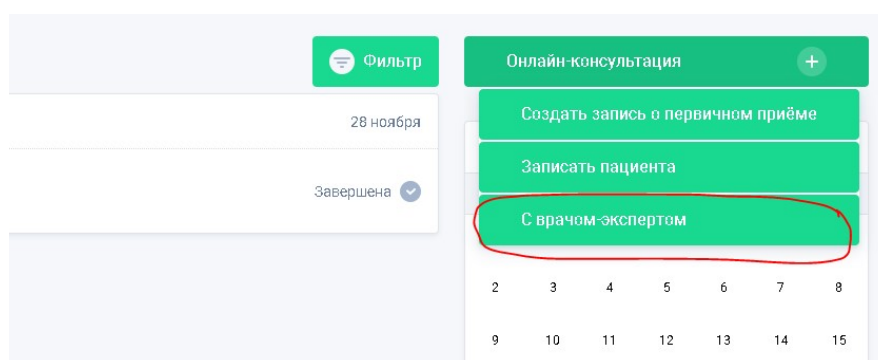 Фильтр
Онлайн-консультация
28 ноября
Создать запись о первичном приёме
Записать пациента
Завершена
С врачом-экспертом
2 3 4 5 6 7 8
9 10 11 12 13 14 15